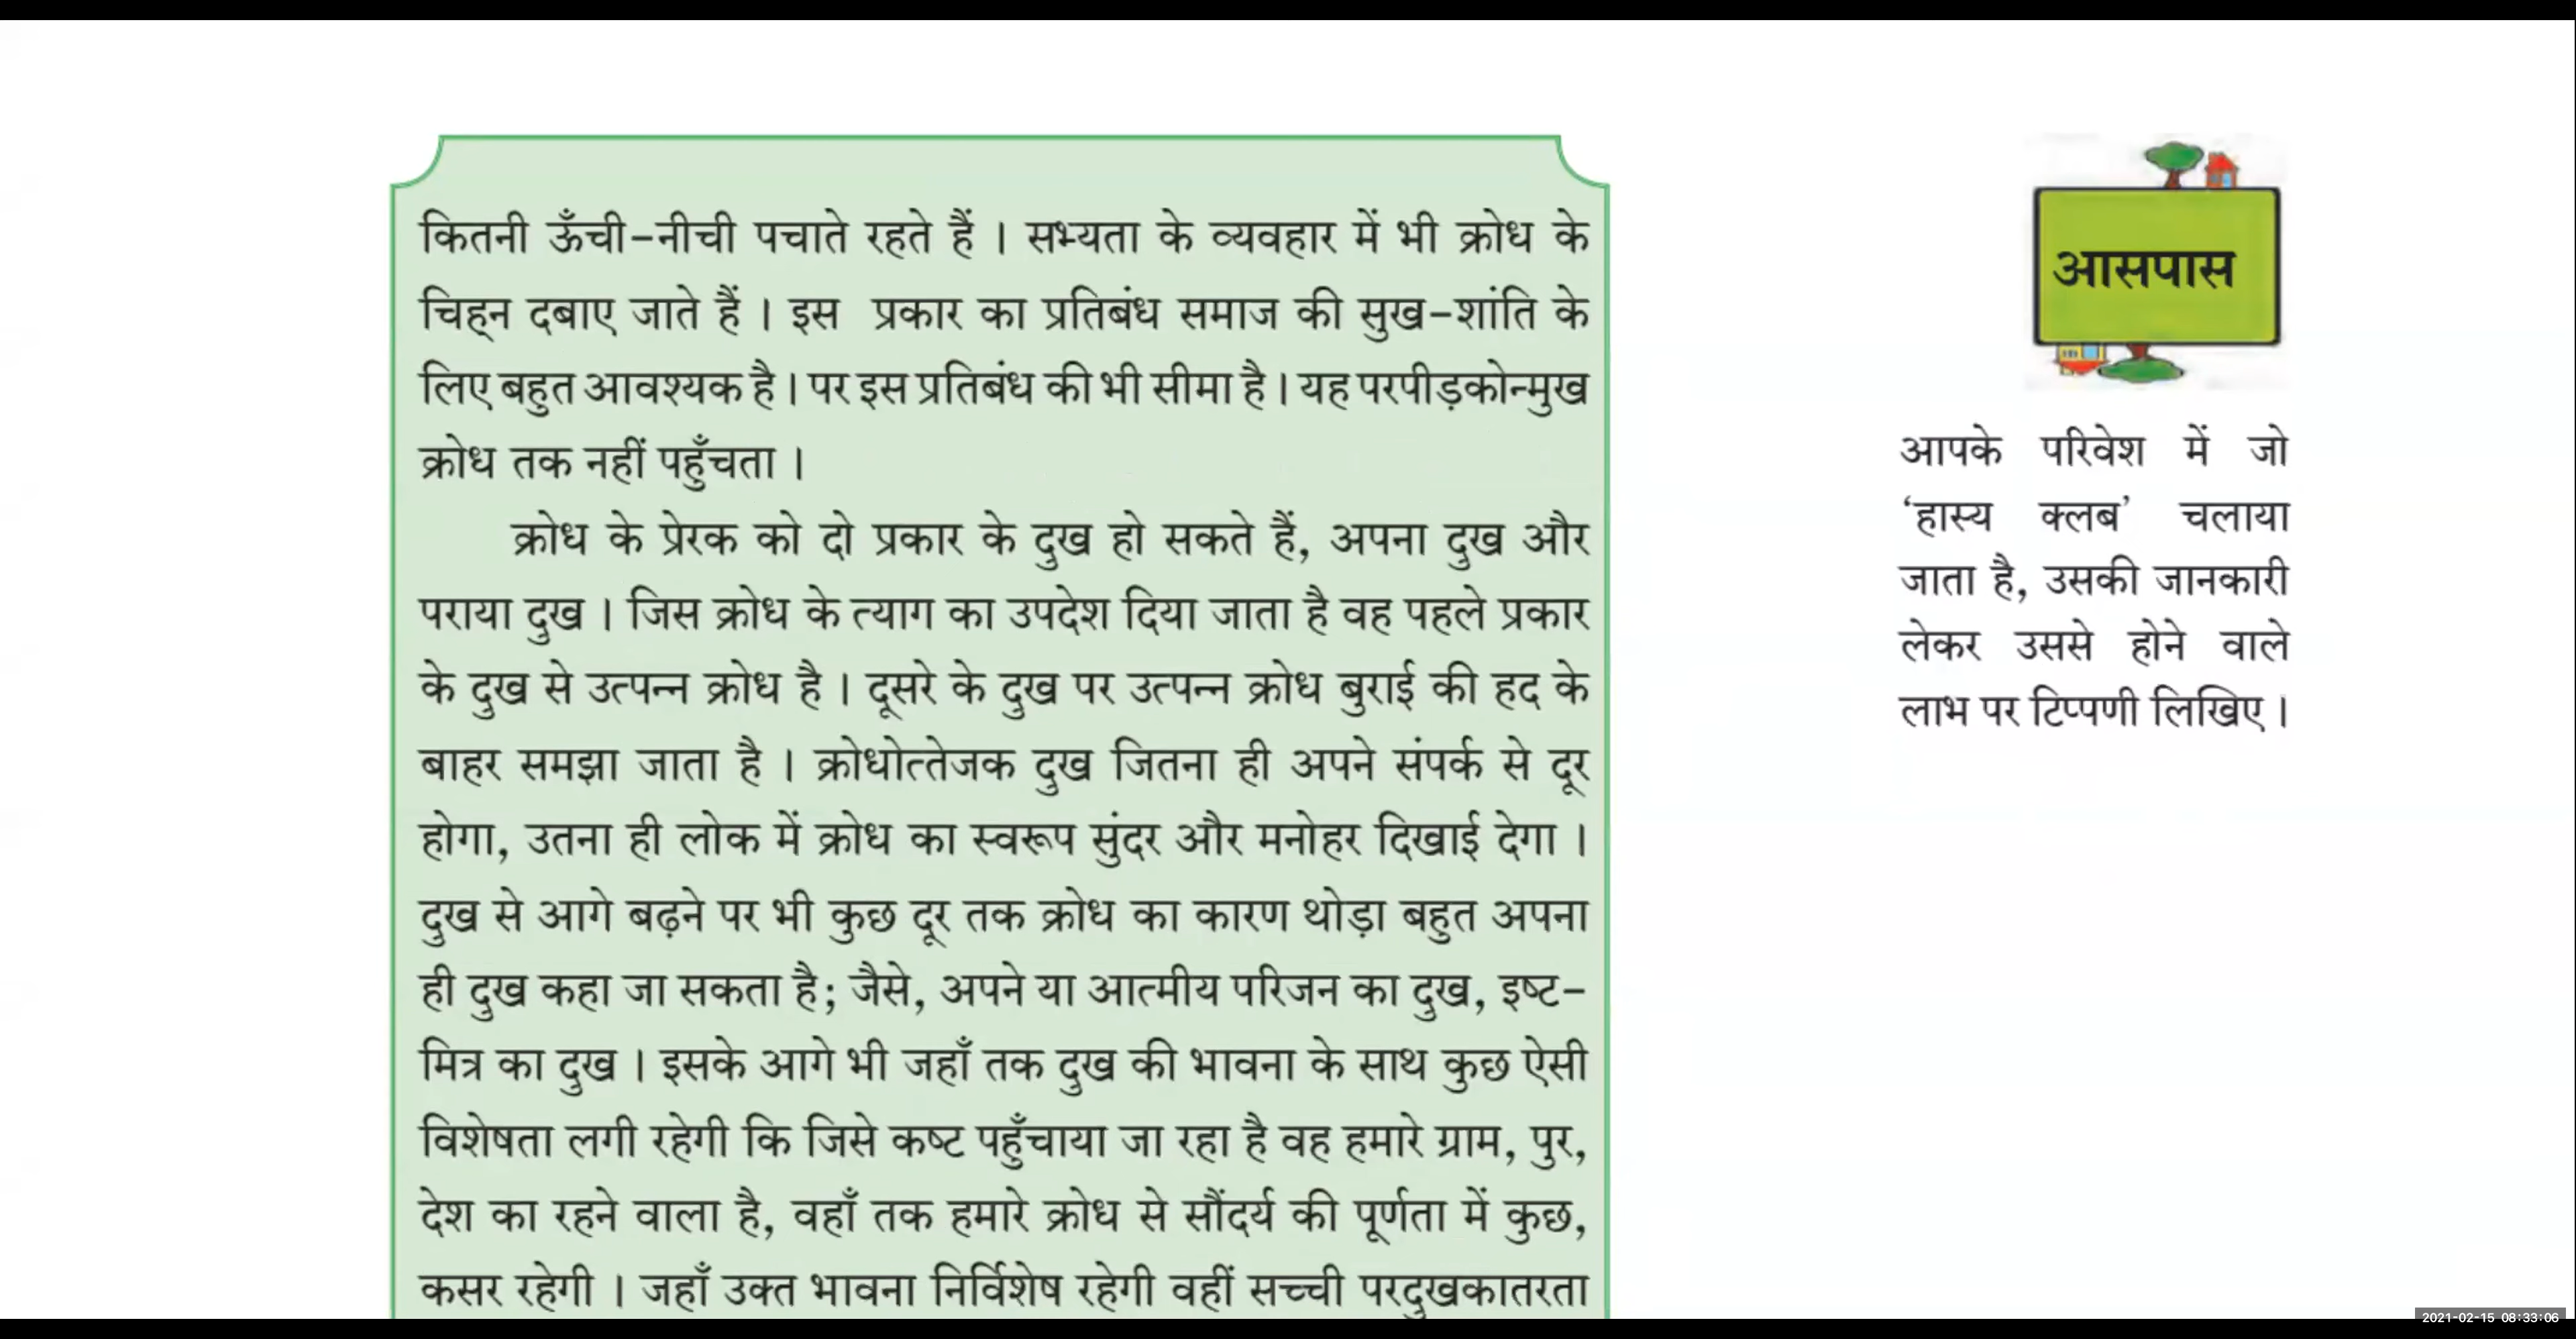 कितनी ऊँची-नीची पचाते रहते हैं । सभ्यता के व्यवहार में भी क्रोध के
चिह्‌न दबाए जाते हैं । इस प्रकार का प्रतिबंध समाज की सुख-शांति के
लिए बहुत आवश्यक है । पर इस प्रतिबंध की भी सीमा है । यह परपीड़कोन्मुख
क्रोध तक नहीं पहुँचता ।
क्रोध के प्रेरक को दो प्रकार के दुख हो सकते हैं, अपना दुख और
पराया दुख । जिस क्रोध के त्याग का उपदेश दिया जाता है वह पहले प्रकार
के दुख से उत्पन्न क्रोध है । दूसरे के दुख पर उत्पन्न क्रोध बुराई की हद के
बाहर समझा जाता है । क्रोधोत्तेजक दुख जितना ही अपने संपर्क से दूर
होगा, उतना ही लोक में क्रोध का स्वरूप सुंदर और मनोहर दिखाई देगा ।
दुख से आगे बढ़ने पर भी कुछ दूर तक क्रोध का कारण थोड़ा बहुत अपना
ही दुख कहा जा सकता है; जैसे, अपने या आत्मीय परिजन का दुख, इष्ट-
मित्र का दुख । इसके आगे भी जहाँ तक दुख की भावना के साथ कुछ ऐसी
विशेषता लगी रहेगी कि जिसे कष्ट पहुँचाया जा रहा है वह हमारे ग्राम, पुर,
देश का रहने वाला है, वहाँ तक हमारे क्रोध से सौंदर्य की पूर्णता में कुछ,
कसर रहेगी । जहाँ उक्त भावना निर्विशेष रहेगी वहीं सच्ची परदुखकातरता
आसपास
आपके परिवेश में जो
‘हास्य क्लब’ चलाया
जाता है, उसकी जानकारी
लेकर उससे होने वाले
लाभ पर टिप्पणी लिखिए ।
2021-02-15 08:33:06